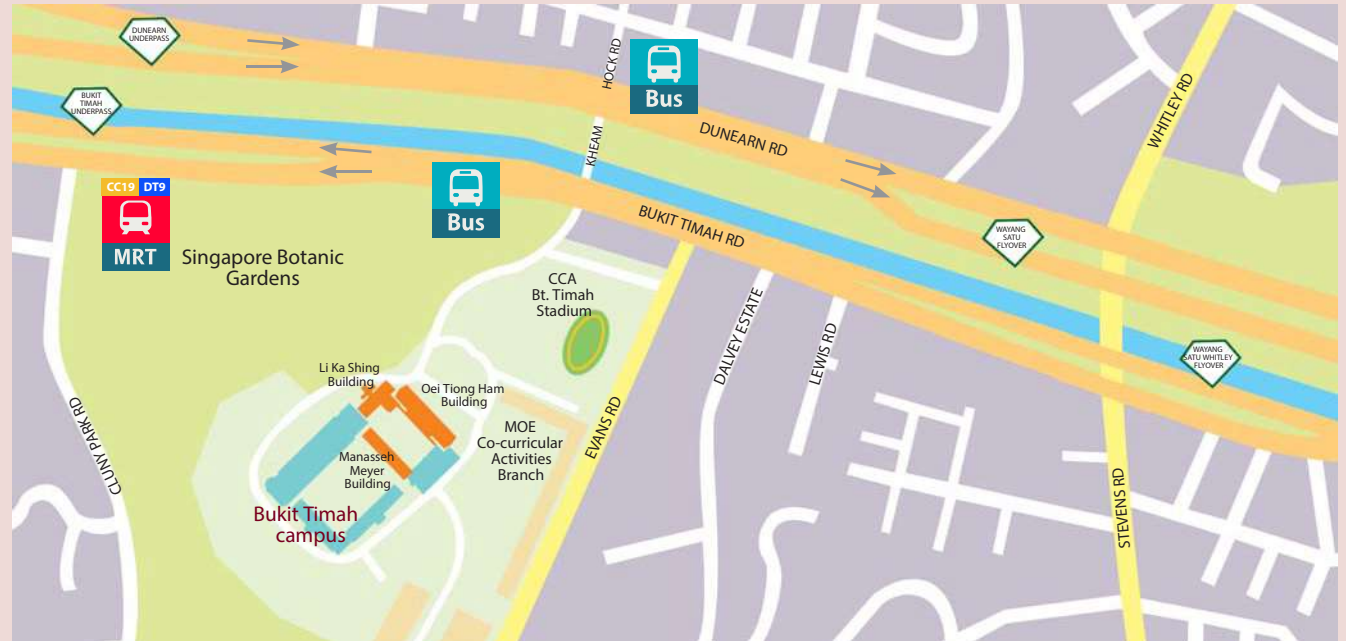 DUNEARN
UNDERPASS
BUKIT
TIMAH
UNDERPASS
HOCK RD
KHEAM
Bus
DUNEARN RD
WHITLEY RD
CC19 DT9
MRT
Bus
Singapore Botanic
Gardens
BUKIT TIMAH RD
WAYANG
SATU
FLYOVER
CCA
Bt. Timah
Stadium
DALVEY ESTATE
LEWIS RD
WAYANG
SATU WHITLEY
FLYOVER
Li Ka Shing
Building
Oei Tiong Ham
Building
CLUNY PARK RD
MOE
Co-curricular
Activities
Branch
EVANS RD
Manasseh
Meyer
Building
Bukit Timah
campus
STEVENS RD